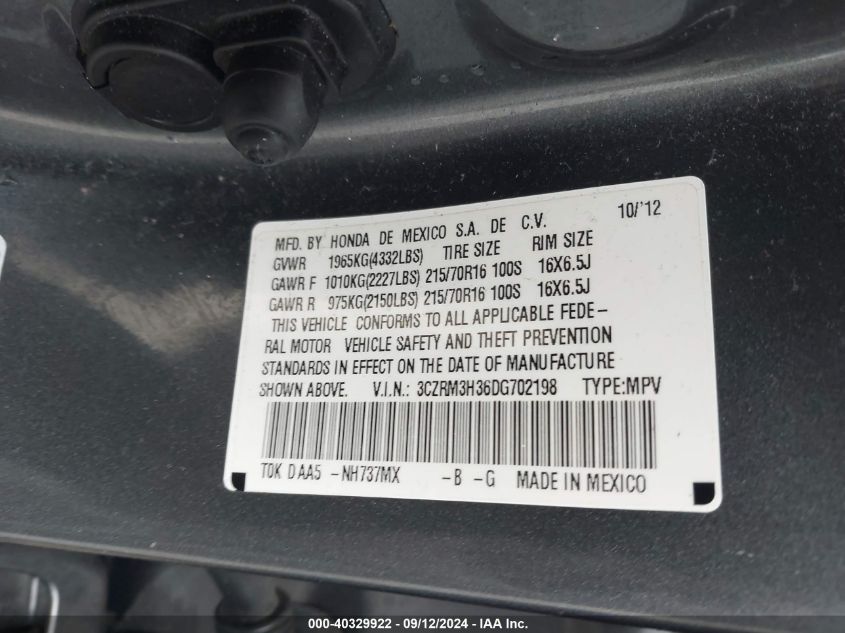 MFD. BY HONDA DE MEXICO S.A. DE C.V. 10/'12
GVWR 1965KG(4332LBS) TIRE SIZE RIM SIZE
GAWR F 1010KG(2227LBS) 215/70R16 100S 16X6.5J
GAWR R 975KG(2150LBS) 215/70R16 100S 16X6.5J
THIS VEHICLE CONFORMS TO ALL APPLICABLE FEDE-
RAL MOTOR VEHICLE SAFETY AND THEFT PREVENTION
STANDARDS IN EFFECT ON THE DATE OF MANUFACTURE
SHOWN ABOVE. V.I.N.: 3CZRM3H36DG702198 TYPE:MPV
T0K DAA5 -NH737MX -B -G MADE IN MEXICO
000-40329922 - 09/12/2024 - IAA Inc.